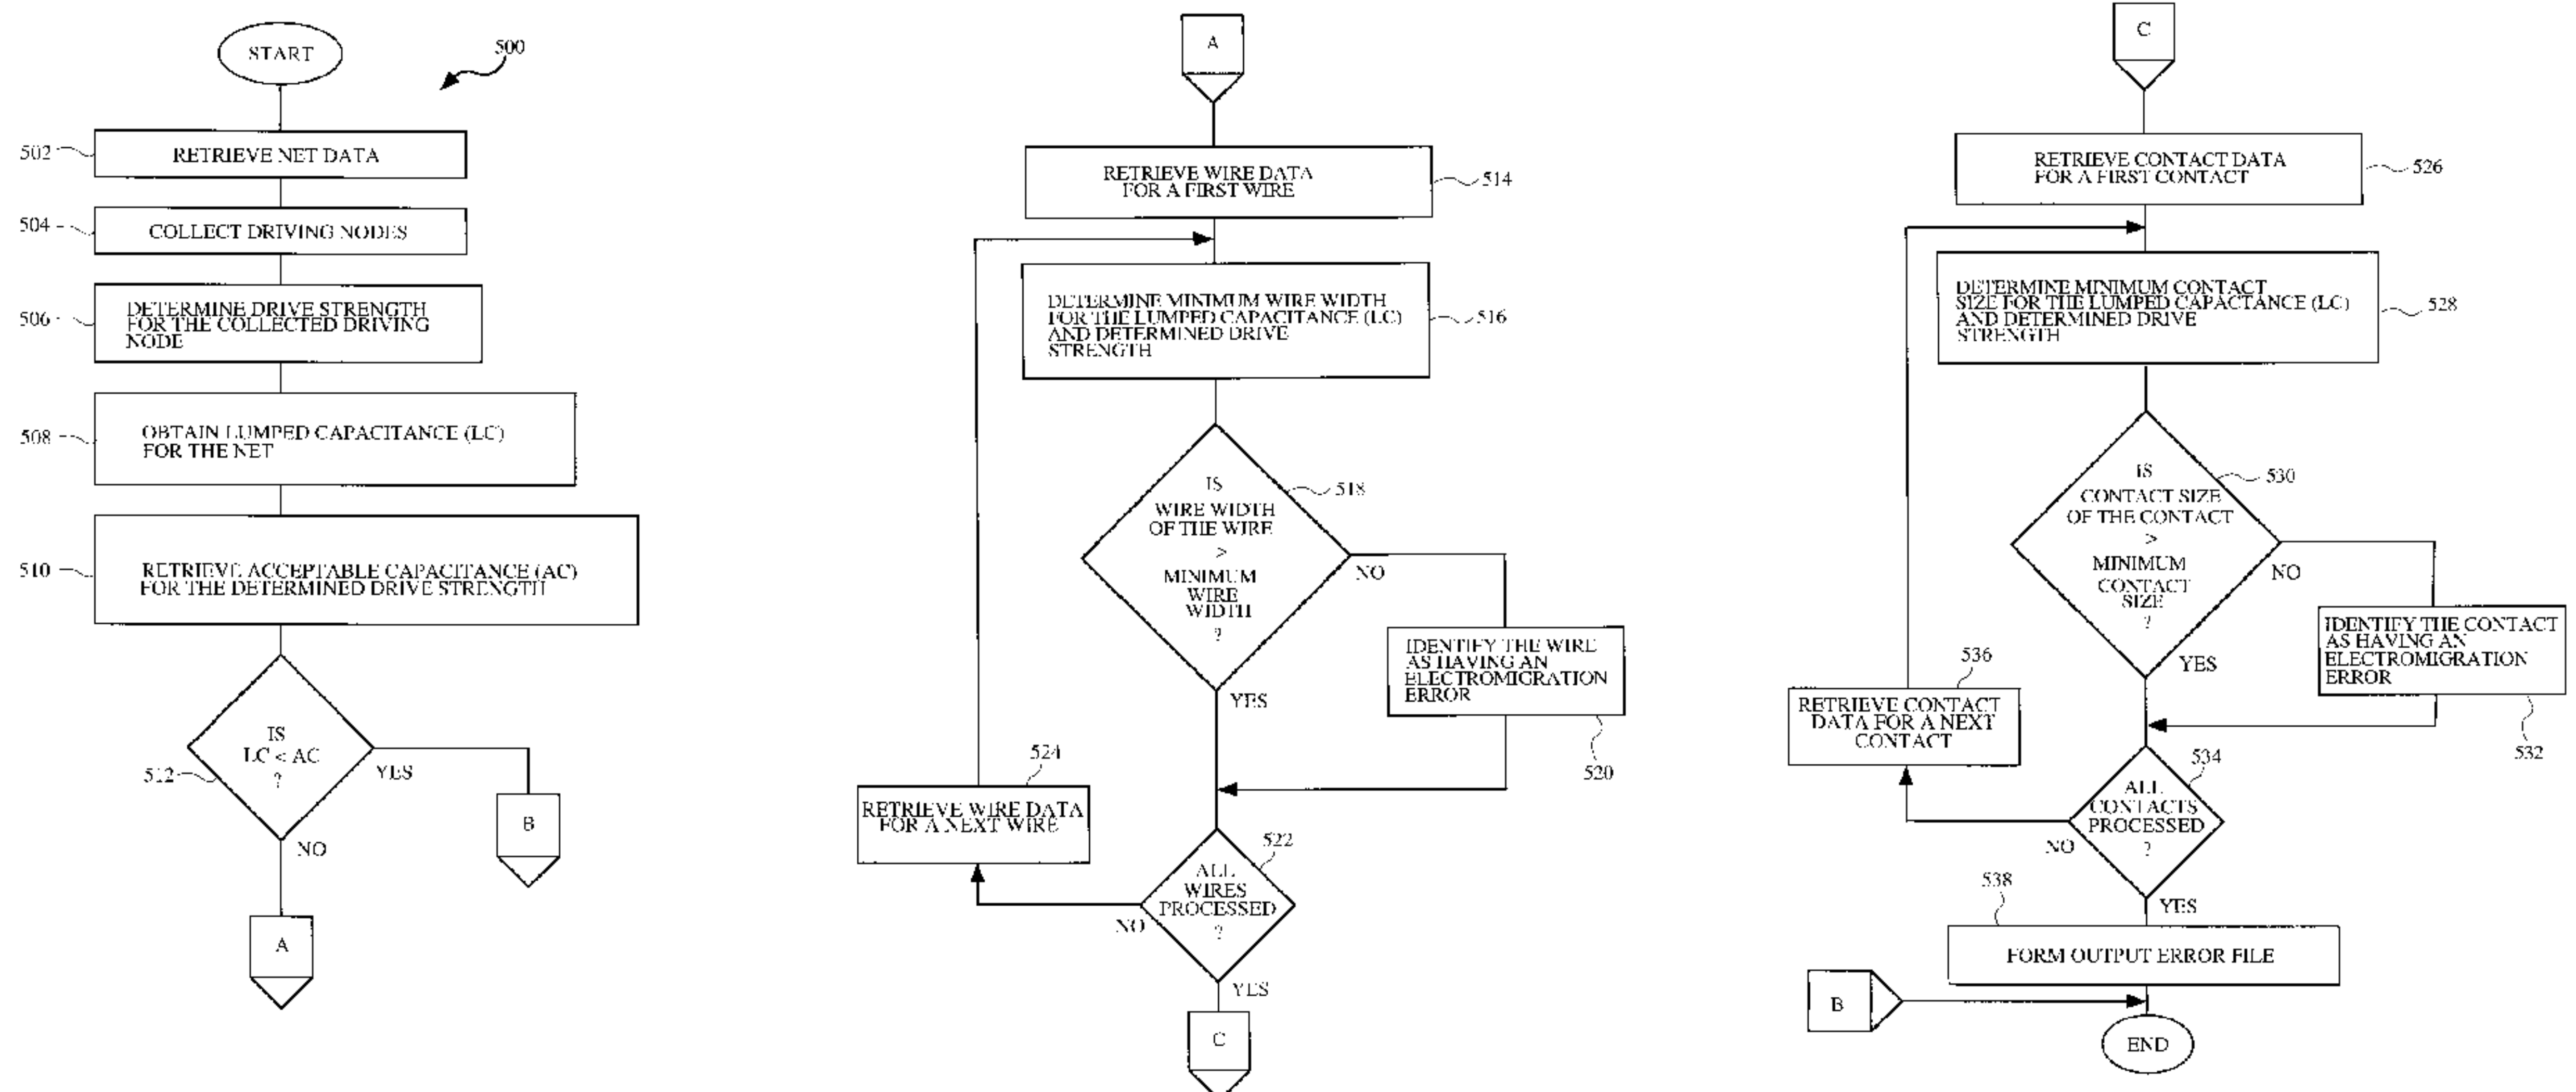 START
500
502
RETRIEVE NET DATA
504
COLLECT DRIVING NODES
506
DETERMINE DRIVE STRENGTH
FOR THE COLLECTED DRIVING
NODE
508
OBTAIN LUMPED CAPACITANCE (LC)
FOR THE NET
510
RETRIEVE ACCEPTABLE CAPACITANCE (AC)
FOR THE DETERMINED DRIVE STRENGTH
IS
LC < AC
?
512
YES
B
NO
A
A
RETRIEVE WIRE DATA
FOR A FIRST WIRE
514
DETERMINE MINIMUM WIRE WIDTH
FOR THE LUMPED CAPACITANCE (LC)
AND DETERMINED DRIVE
STRENGTH
516
IS
WIRE WIDTH
OF THE WIRE
>
MINIMUM
WIRE
WIDTH
?
518
NO
YES
IDENTIFY THE WIRE
AS HAVING AN
ELECTROMIGRATION
ERROR
520
524
RETRIEVE WIRE DATA
FOR A NEXT WIRE
522
ALL
WIRES
PROCESSED
?
NO
YES
C
C
RETRIEVE CONTACT DATA
FOR A FIRST CONTACT
526
DETERMINE MINIMUM CONTACT
SIZE FOR THE LUMPED CAPACITANCE (LC)
AND DETERMINED DRIVE
STRENGTH
528
IS
CONTACT SIZE
OF THE CONTACT
>
MINIMUM
CONTACT
SIZE
?
530
NO
YES
IDENTIFY THE CONTACT
AS HAVING AN
ELECTROMIGRATION
ERROR
532
536
RETRIEVE CONTACT
DATA FOR A NEXT
CONTACT
534
ALL
CONTACTS
PROCESSED
?
NO
YES
538
FORM OUTPUT ERROR FILE
B
END